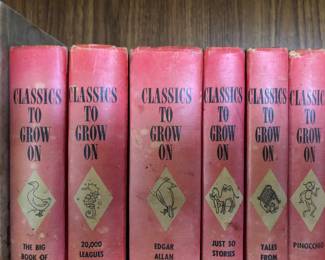 CLASSICS
TO
GROW
ON
THE BIG
BOOK OF
CLASSICS
TO
GROW
ON
20,000
LEAGUES
CLASSICS
TO
GROW
ON
EDGAR
ALLAN
CLASSICS
TO
GROW
ON
JUST SO
STORIES
CLASSICS
TO
GROW
ON
TALES
FROM
CLASSICS
TO
GROW
ON
PINOCCHIO